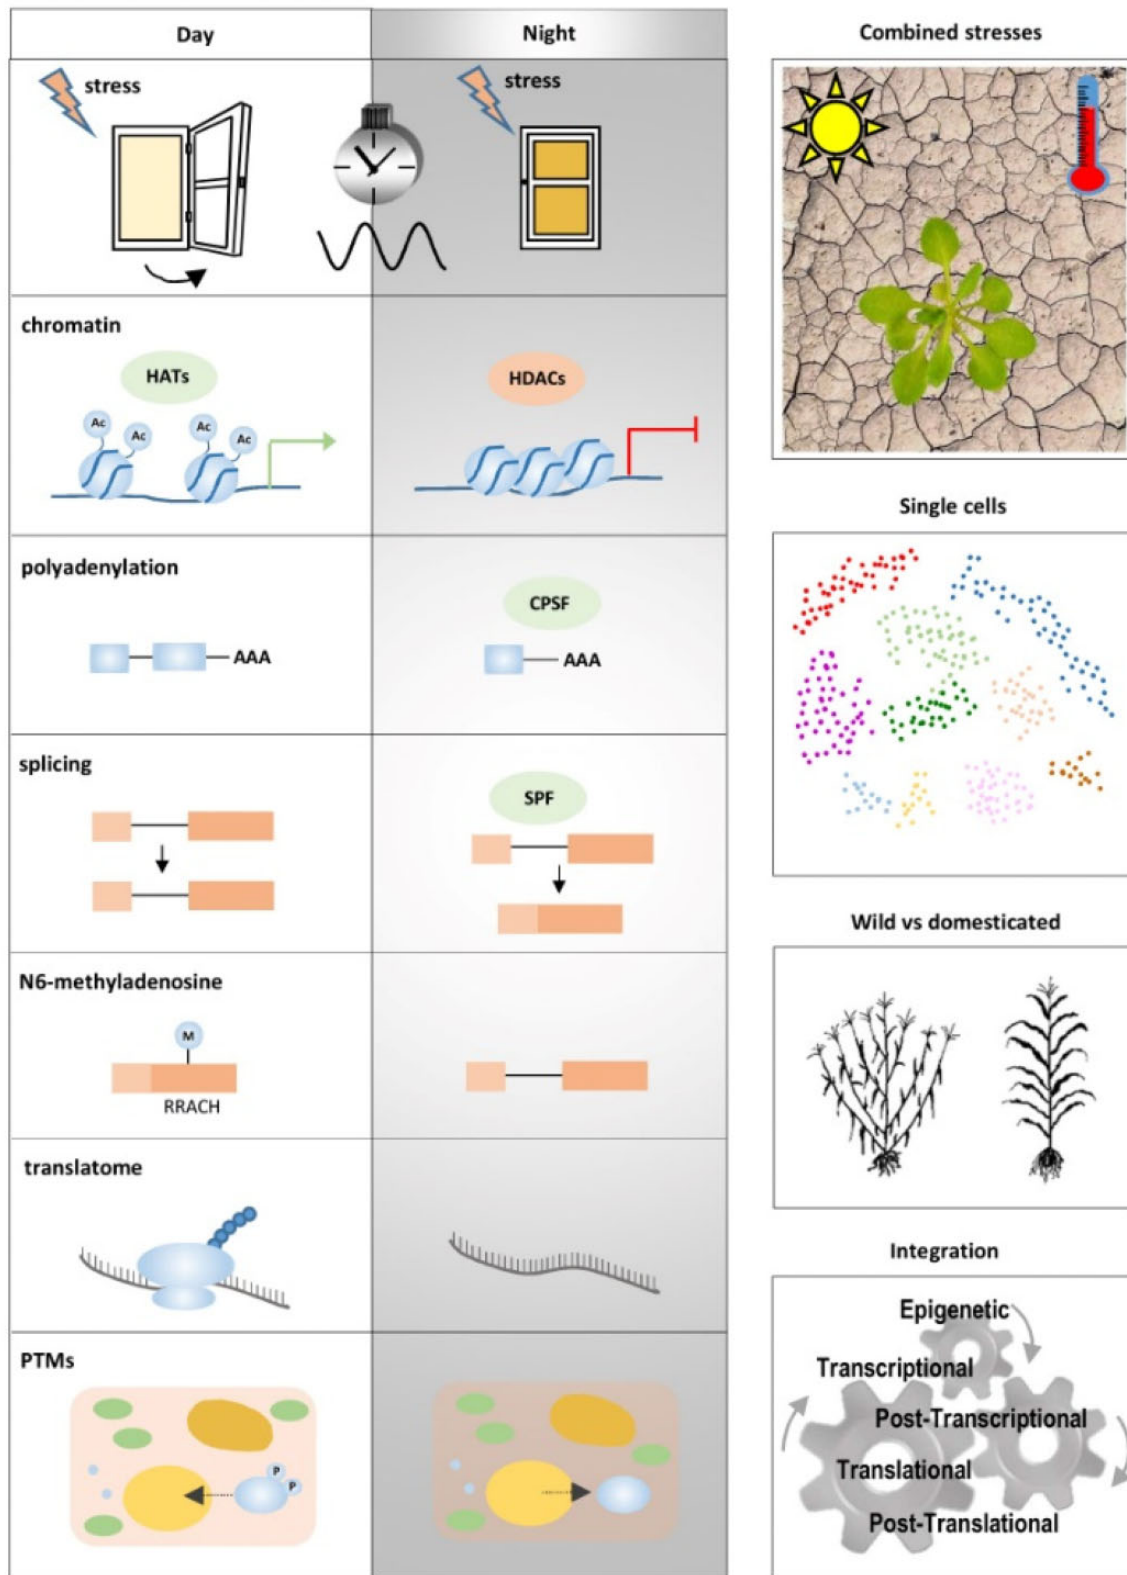 Day
Night
stress
stress
chromatin
HATs
Ac
Ac
Ac
Ac
HDACs
polyadenylation
AAA
CPSF
AAA
splicing
SPF
N6-methyladenosine
M
RRACH
translatome
PTMs
P
P
Combined stresses
Single cells
Wild vs domesticated
Integration
Epigenetic
Transcriptional
Post-Transcriptional
Translational
Post-Translational